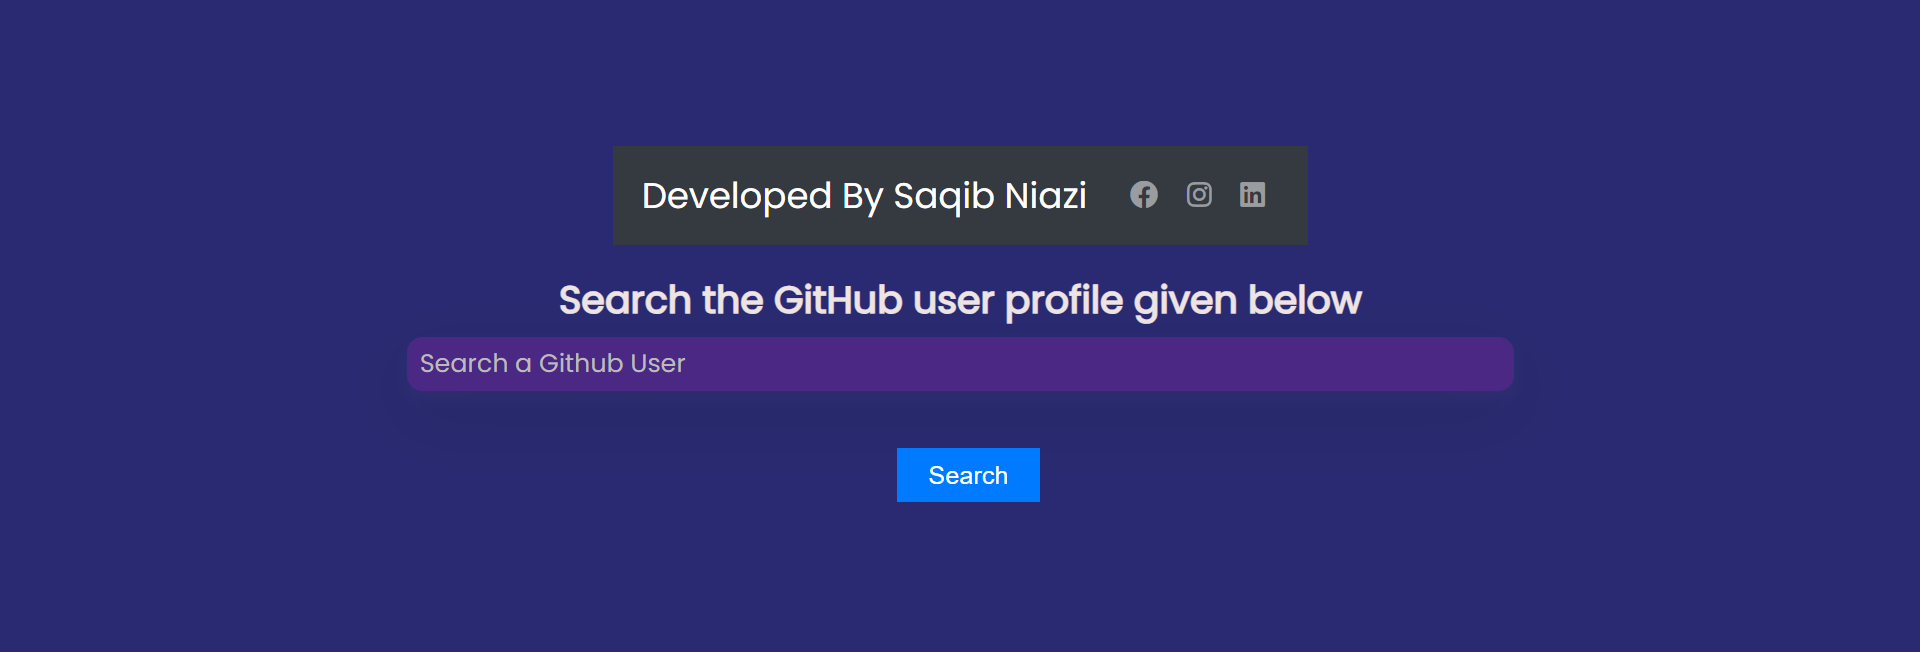 Developed By Saqib Niazi
Search the GitHub user profile given below
Search a Github User
Search